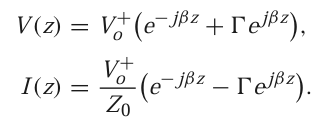 V(z) = V_o^+ (e^{-jβz} + Γe^{jβz}),
I(z) = \frac{V_o^+}{Z_0} (e^{-jβz} − Γe^{jβz}).